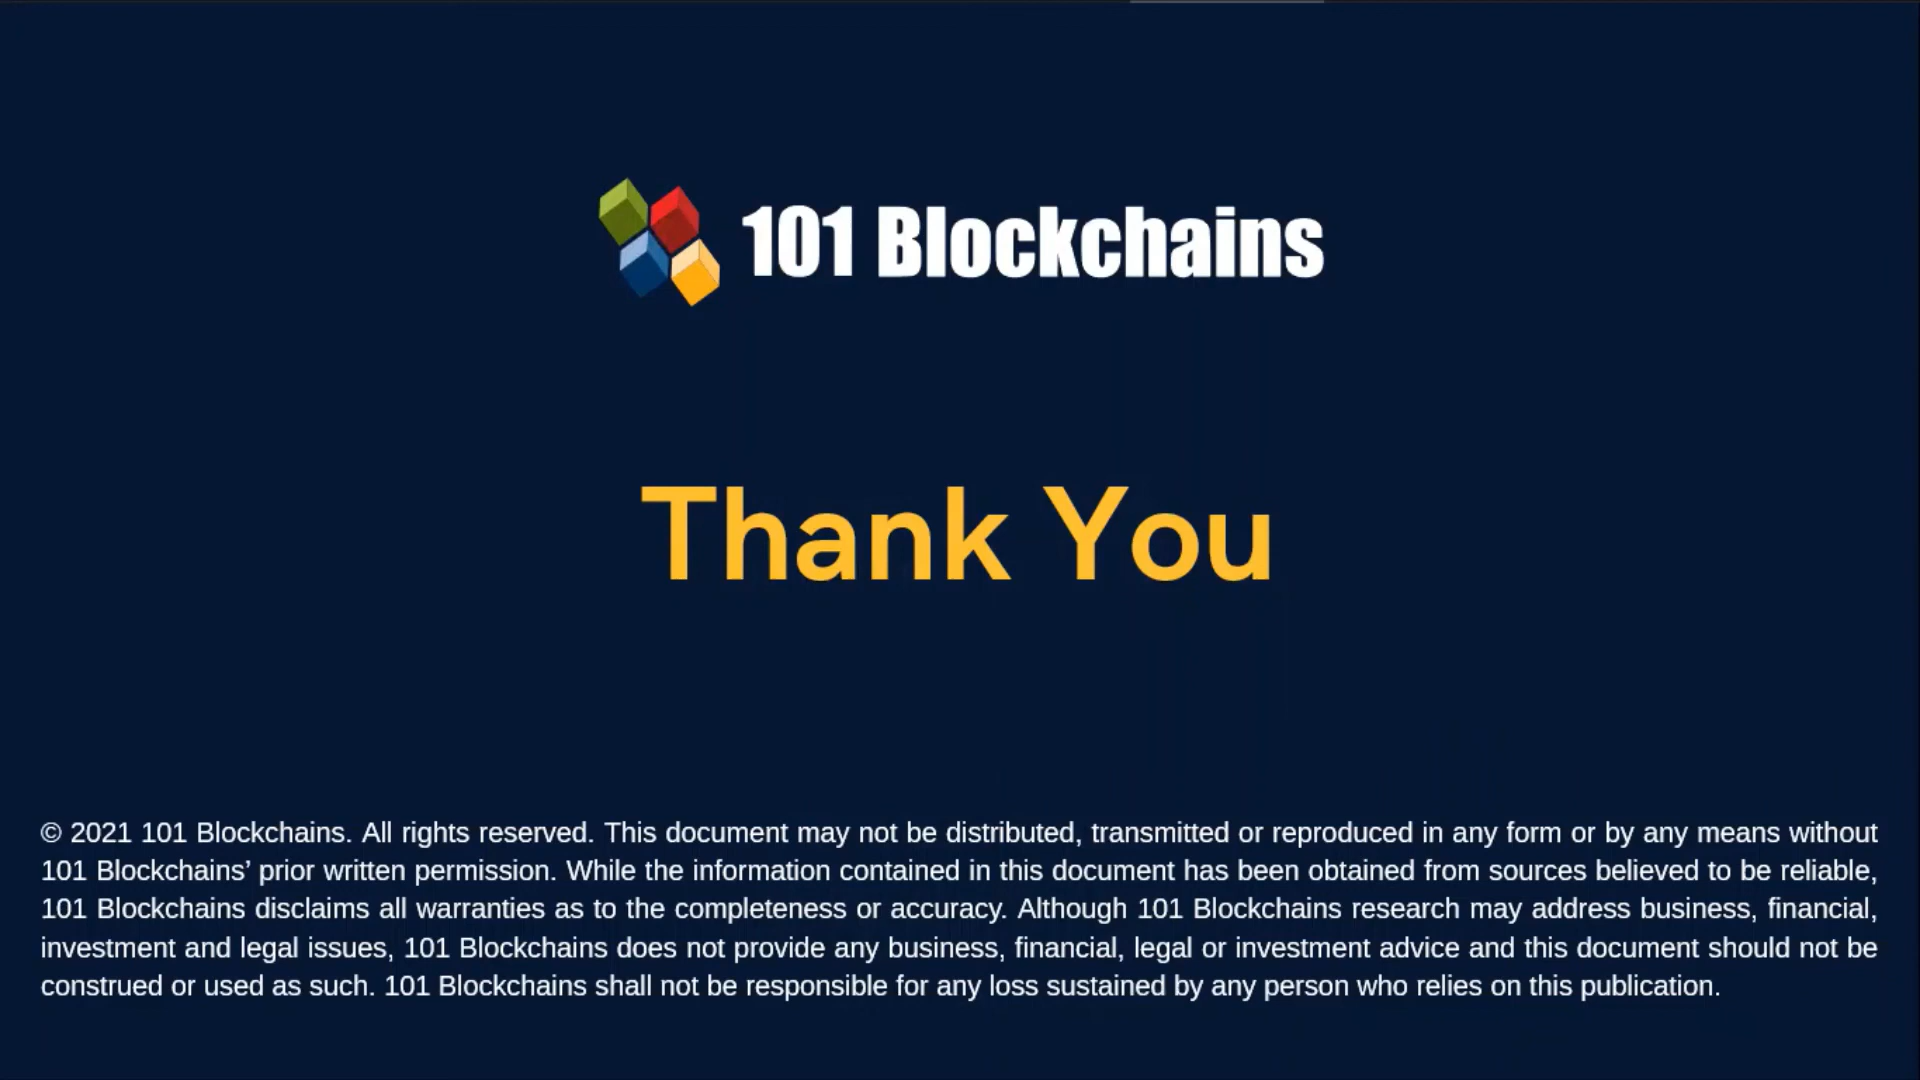 101 Blockchains
Thank You
© 2021 101 Blockchains. All rights reserved. This document may not be distributed, transmitted or reproduced in any form or by any means without
101 Blockchains’ prior written permission. While the information contained in this document has been obtained from sources believed to be reliable,
101 Blockchains disclaims all warranties as to the completeness or accuracy. Although 101 Blockchains research may address business, financial,
investment and legal issues, 101 Blockchains does not provide any business, financial, legal or investment advice and this document should not be
construed or used as such. 101 Blockchains shall not be responsible for any loss sustained by any person who relies on this publication.